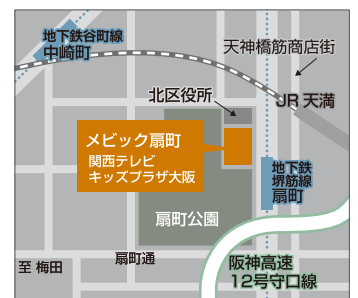 地下鉄谷町線
中崎町
天神橋筋商店街
北区役所
JR 天満
メビック扇町
関西テレビ
キッズプラザ大阪
地下鉄
堺筋線
扇町
扇町公園
扇町通
至 梅田
阪神高速
12号守口線